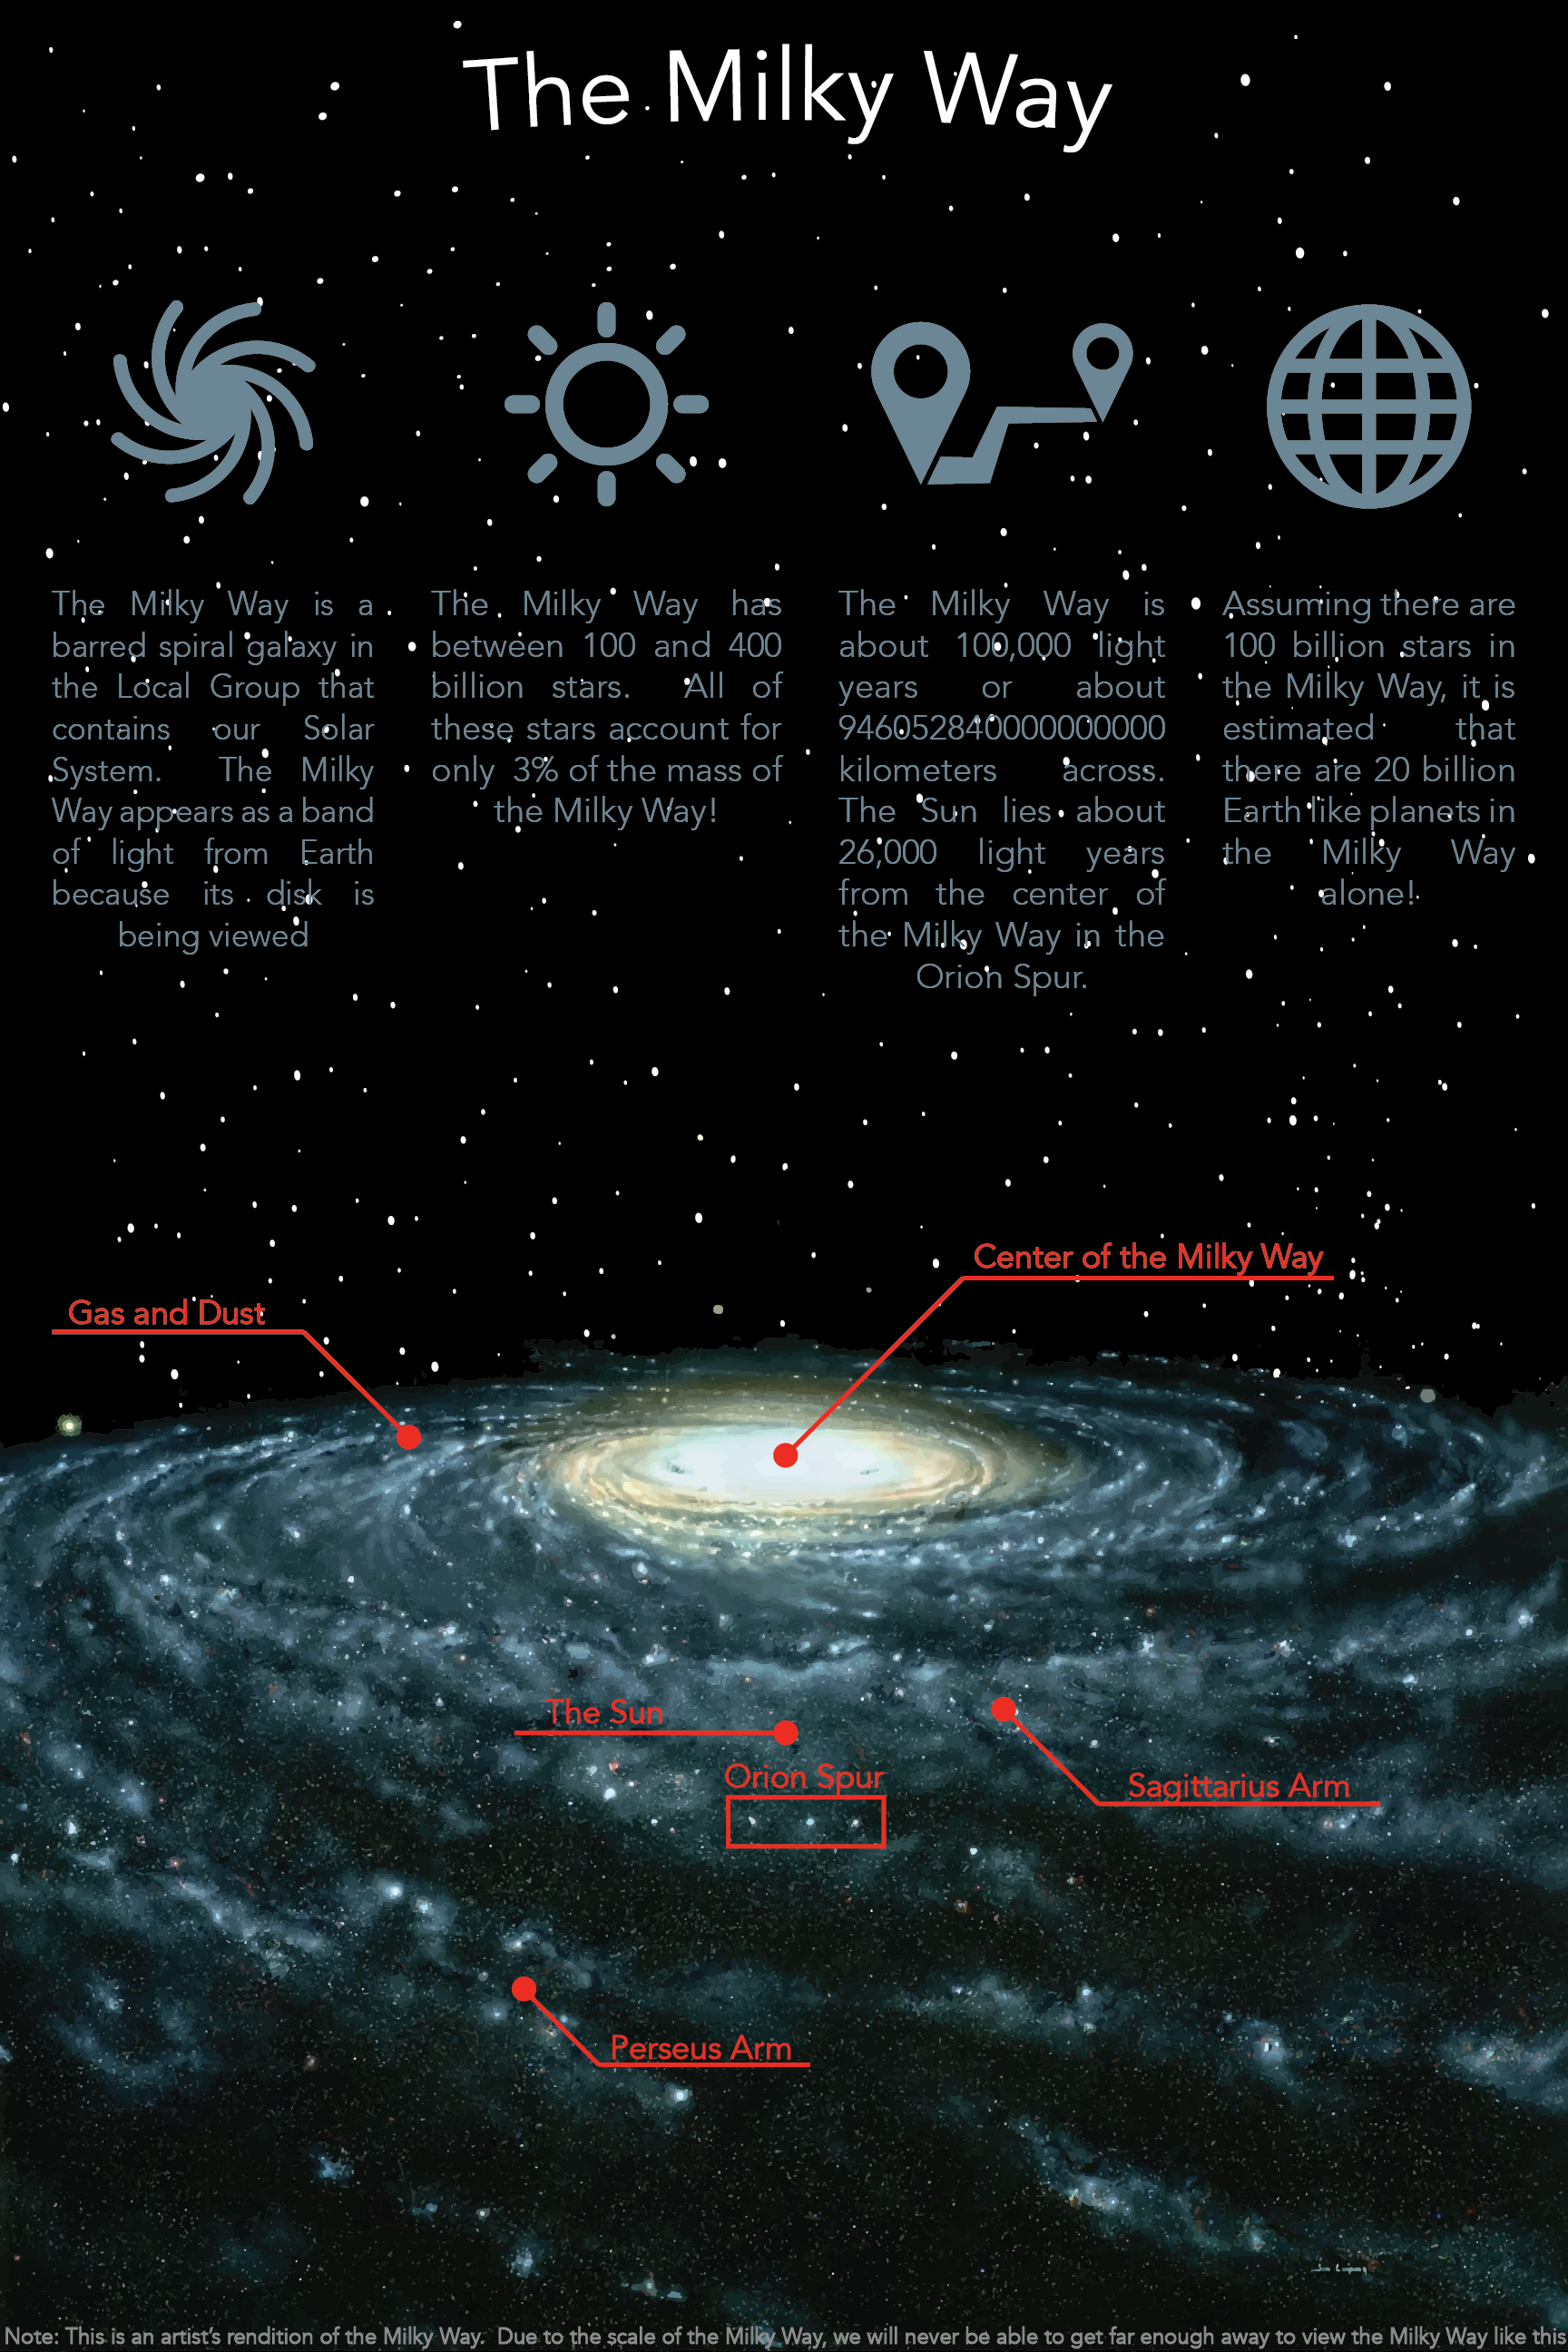 The Milky Way
The Milky Way is a
barred spiral galaxy in
the Local Group that
contains our Solar
System. The Milky
Way appears as a band
of light from Earth
because its disk is
being viewed
The Milky Way has
between 100 and 400
billion stars. All of
these stars account for
only 3% of the mass of
the Milky Way!
The Milky Way is
about 100,000 light
years or about
946052840000000000
kilometers across.
The Sun lies about
26,000 light years
from the center of
the Milky Way in the
Orion Spur.
Assuming there are
100 billion stars in
the Milky Way, it is
estimated that
there are 20 billion
Earth like planets in
the Milky Way
alone!
Center of the Milky Way
Gas and Dust
The Sun
Orion Spur
Sagittarius Arm
Perseus Arm
Note: This is an artist's rendition of the Milky Way. Due to the scale of the Milky Way, we will never be able to get far enough away to view the Milky Way like